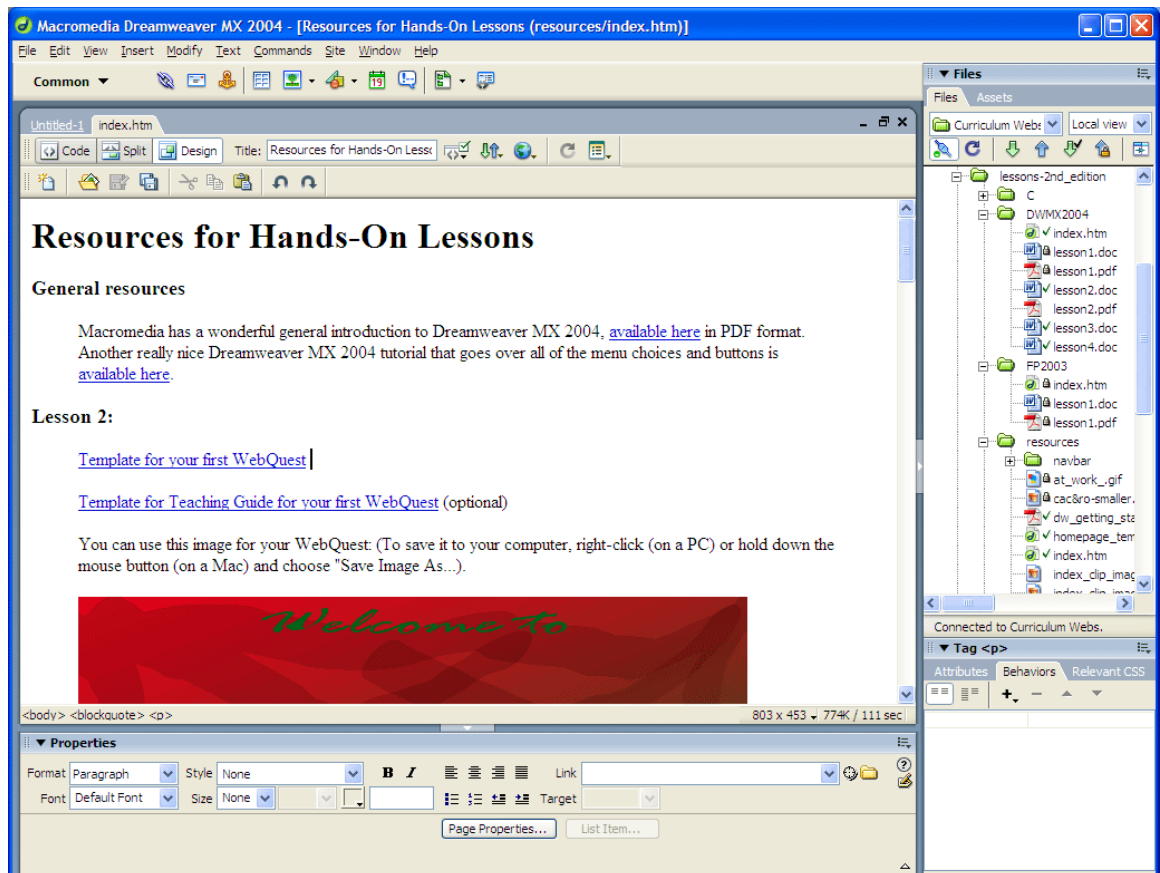 Macromedia Dreamweaver MX 2004 - [Resources for Hands-On Lessons (resources/index.htm)]
File Edit View Insert Modify Text Commands Site Window Help
Common
Untitled-1 index.htm
Code Split Design Title: Resources for Hands-On Lessc
Resources for Hands-On Lessons
General resources
Macromedia has a wonderful general introduction to Dreamweaver MX 2004, available here in PDF format.
Another really nice Dreamweaver MX 2004 tutorial that goes over all of the menu choices and buttons is
available here.
Lesson 2:
Template for your first WebQuest
Template for Teaching Guide for your first WebQuest (optional)
You can use this image for your WebQuest: (To save it to your computer, right-click (on a PC) or hold down the
mouse button (on a Mac) and choose "Save Image As...).
Welcome to
<body> <blockquote> <p> 803 x 453 774K / 111 sec
Properties
Format Paragraph Style None B I Link
Font Default Font Size None Target
Page Properties... List Item...
Files
Files Assets
Curriculum Webs Local view
lessons-2nd_edition
C
DWMX2004
index.htm
lesson1.doc
lesson1.pdf
lesson2.doc
lesson2.pdf
lesson3.doc
lesson4.doc
FP2003
index.htm
lesson1.doc
lesson1.pdf
resources
navbar
at_work_.gif
cac&ro-smaller.
dw_getting_sta
homepage_tem
index.htm
index_clip_imag
Connected to Curriculum Webs.
Tag <p>
Attributes Behaviors Relevant CSS